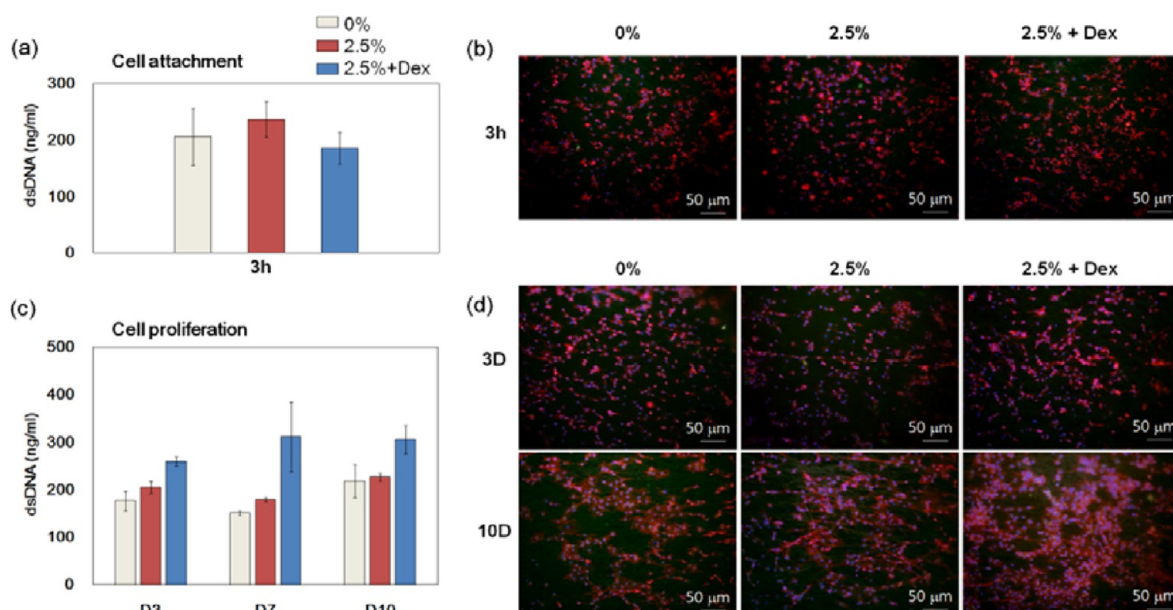 (a)
Cell attachment
0%
2.5%
2.5%+Dex
300
200
100
0
dsDNA (ng/ml)
3h
(b)
0%
2.5%
2.5% + Dex
3h
50 μm
50 μm
50 μm
(c)
Cell proliferation
500
400
300
200
100
0
dsDNA (ng/ml)
D3
D7
D10
(d)
0%
2.5%
2.5% + Dex
3D
50 μm
50 μm
50 μm
10D
50 μm
50 μm
50 μm